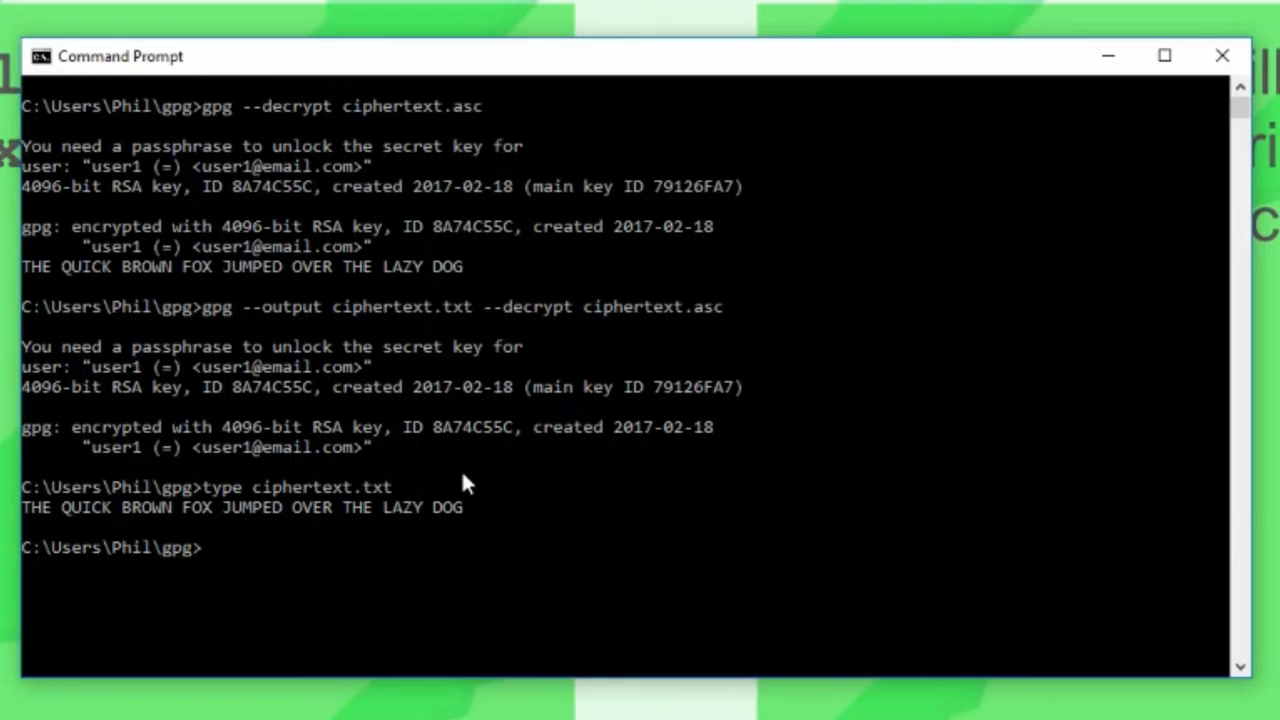 Command Prompt
C:\Users\Phil\gpg>gpg --decrypt ciphertext.asc
You need a passphrase to unlock the secret key for
user: "user1 (=) <user1@email.com>"
4096-bit RSA key, ID 8A74C55C, created 2017-02-18 (main key ID 79126FA7)
gpg: encrypted with 4096-bit RSA key, ID 8A74C55C, created 2017-02-18
"user1 (=) <user1@email.com>"
THE QUICK BROWN FOX JUMPED OVER THE LAZY DOG
C:\Users\Phil\gpg>gpg --output ciphertext.txt --decrypt ciphertext.asc
You need a passphrase to unlock the secret key for
user: "user1 (=) <user1@email.com>"
4096-bit RSA key, ID 8A74C55C, created 2017-02-18 (main key ID 79126FA7)
gpg: encrypted with 4096-bit RSA key, ID 8A74C55C, created 2017-02-18
"user1 (=) <user1@email.com>"
C:\Users\Phil\gpg>type ciphertext.txt
THE QUICK BROWN FOX JUMPED OVER THE LAZY DOG
C:\Users\Phil\gpg>